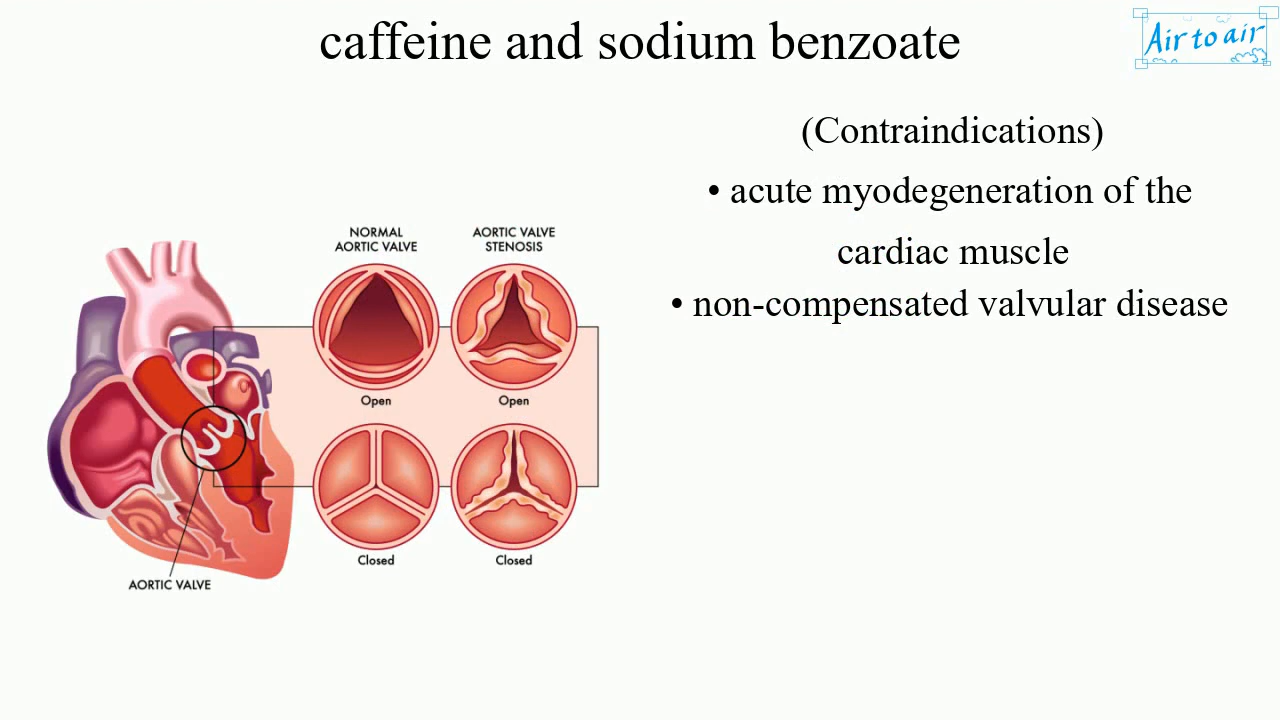 caffeine and sodium benzoate
Air to air
(Contraindications)
• acute myodegeneration of the
cardiac muscle
• non-compensated valvular disease
NORMAL
AORTIC VALVE
AORTIC VALVE
STENOSIS
Open
Open
Closed
Closed
AORTIC VALVE